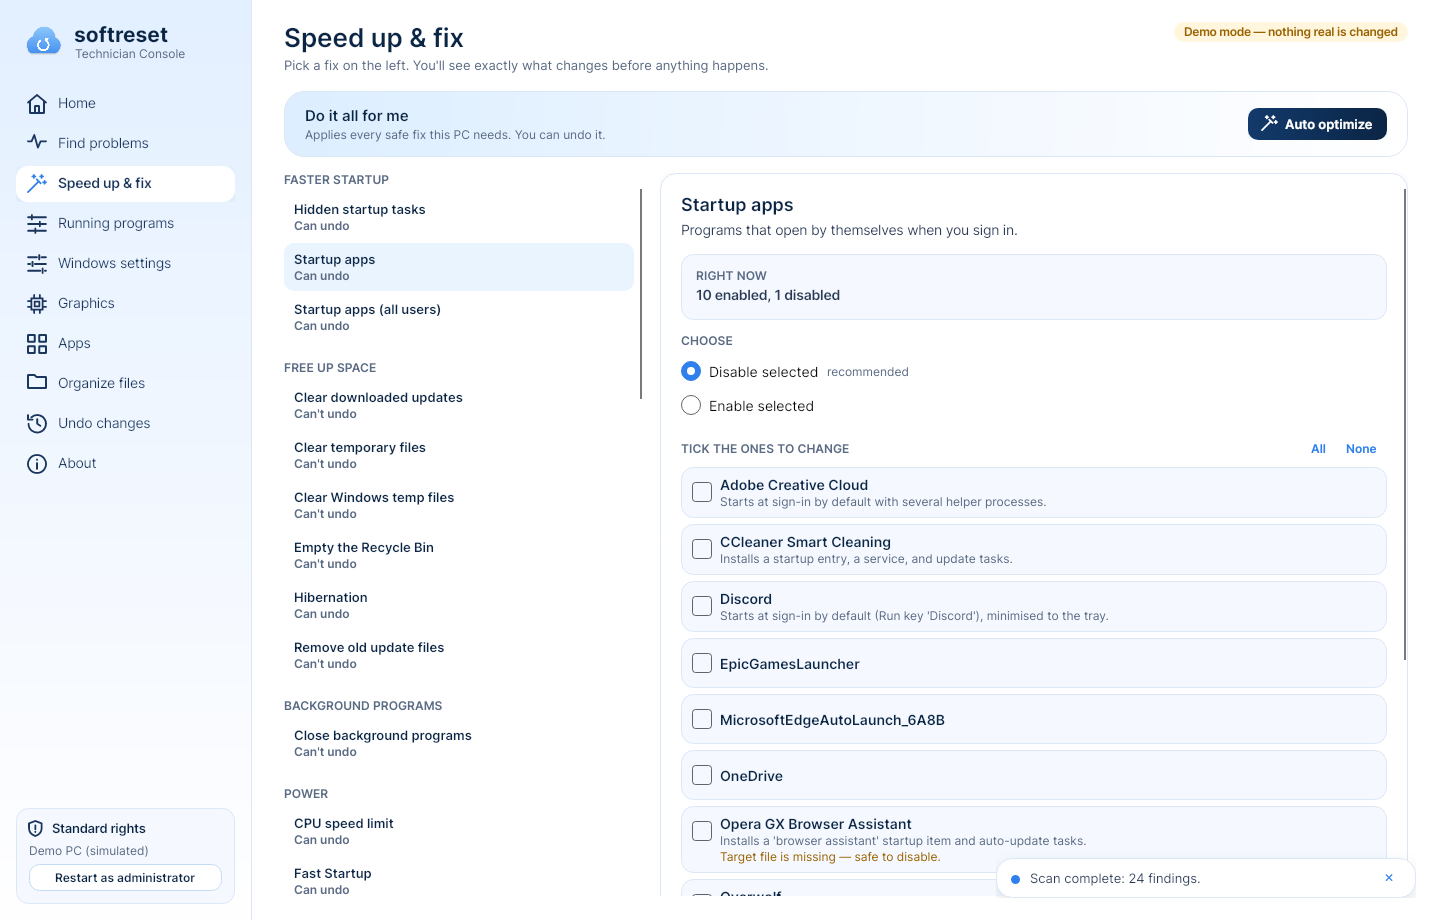 softreset
Technician Console
Home
Find problems
Speed up & fix
Running programs
Windows settings
Graphics
Apps
Organize files
Undo changes
About
Standard rights
Demo PC (simulated)
Restart as administrator
Speed up & fix
Demo mode — nothing real is changed
Pick a fix on the left. You'll see exactly what changes before anything happens.
Do it all for me
Applies every safe fix this PC needs. You can undo it.
Auto optimize
FASTER STARTUP
Hidden startup tasks
Can undo
Startup apps
Can undo
Startup apps (all users)
Can undo
FREE UP SPACE
Clear downloaded updates
Can't undo
Clear temporary files
Can't undo
Clear Windows temp files
Can't undo
Empty the Recycle Bin
Can't undo
Hibernation
Can undo
Remove old update files
Can't undo
BACKGROUND PROGRAMS
Close background programs
Can't undo
POWER
CPU speed limit
Can undo
Fast Startup
Can undo
Startup apps
Programs that open by themselves when you sign in.
RIGHT NOW
10 enabled, 1 disabled
CHOOSE
Disable selected recommended
Enable selected
TICK THE ONES TO CHANGE All None
Adobe Creative Cloud
Starts at sign-in by default with several helper processes.
CCleaner Smart Cleaning
Installs a startup entry, a service, and update tasks.
Discord
Starts at sign-in by default (Run key 'Discord'), minimised to the tray.
EpicGamesLauncher
MicrosoftEdgeAutoLaunch_6A8B
OneDrive
Opera GX Browser Assistant
Installs a 'browser assistant' startup item and auto-update tasks.
Target file is missing — safe to disable.
Overwolf
Scan complete: 24 findings.